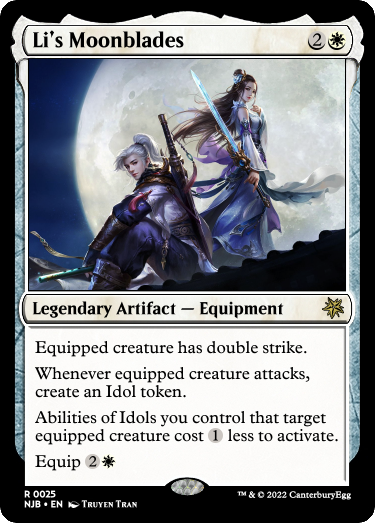 Li's Moonblades 2
Legendary Artifact — Equipment
Equipped creature has double strike.
Whenever equipped creature attacks,
create an Idol token.
Abilities of Idols you control that target
equipped creature cost 1 less to activate.
Equip 2
R 0025
NJB • EN Truyen Tran
™ & © 2022 CanterburyEgg